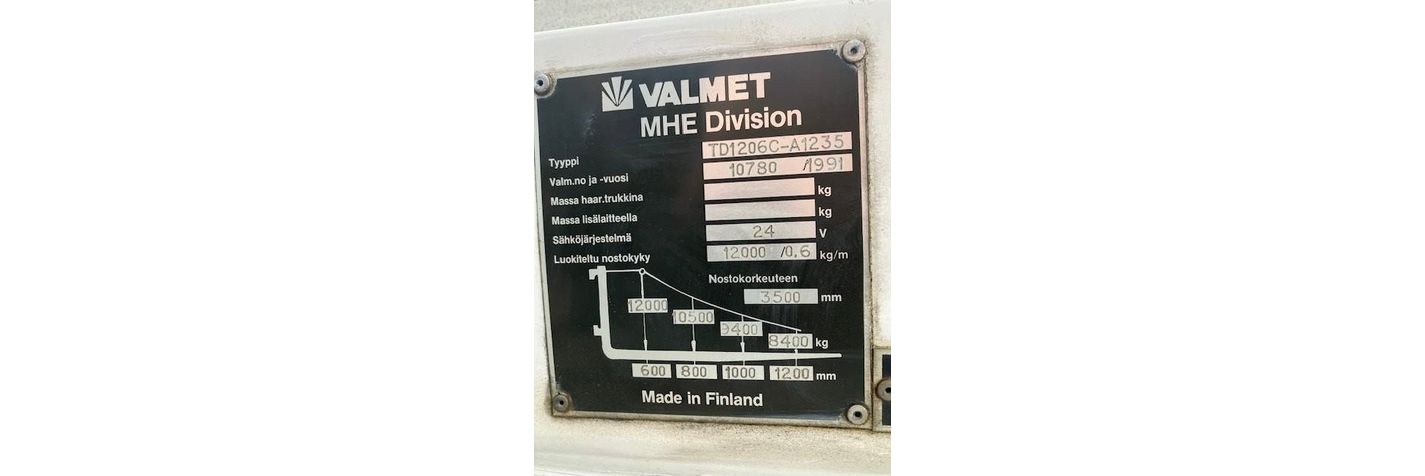 VALMET
MHE Division
Tyyppi TD1206C-A1235
Valm.no ja -vuosi 10780 /1991
Massa haar.trukkina kg
Massa lisälaitteella kg
Sähköjärjestelmä 24 V
Luokiteltu nostokyky 12000 /0,6 kg/m
Nostokorkeuteen
3500 mm
12000 10500 9400 8400 kg
600 800 1000 1200 mm
Made in Finland